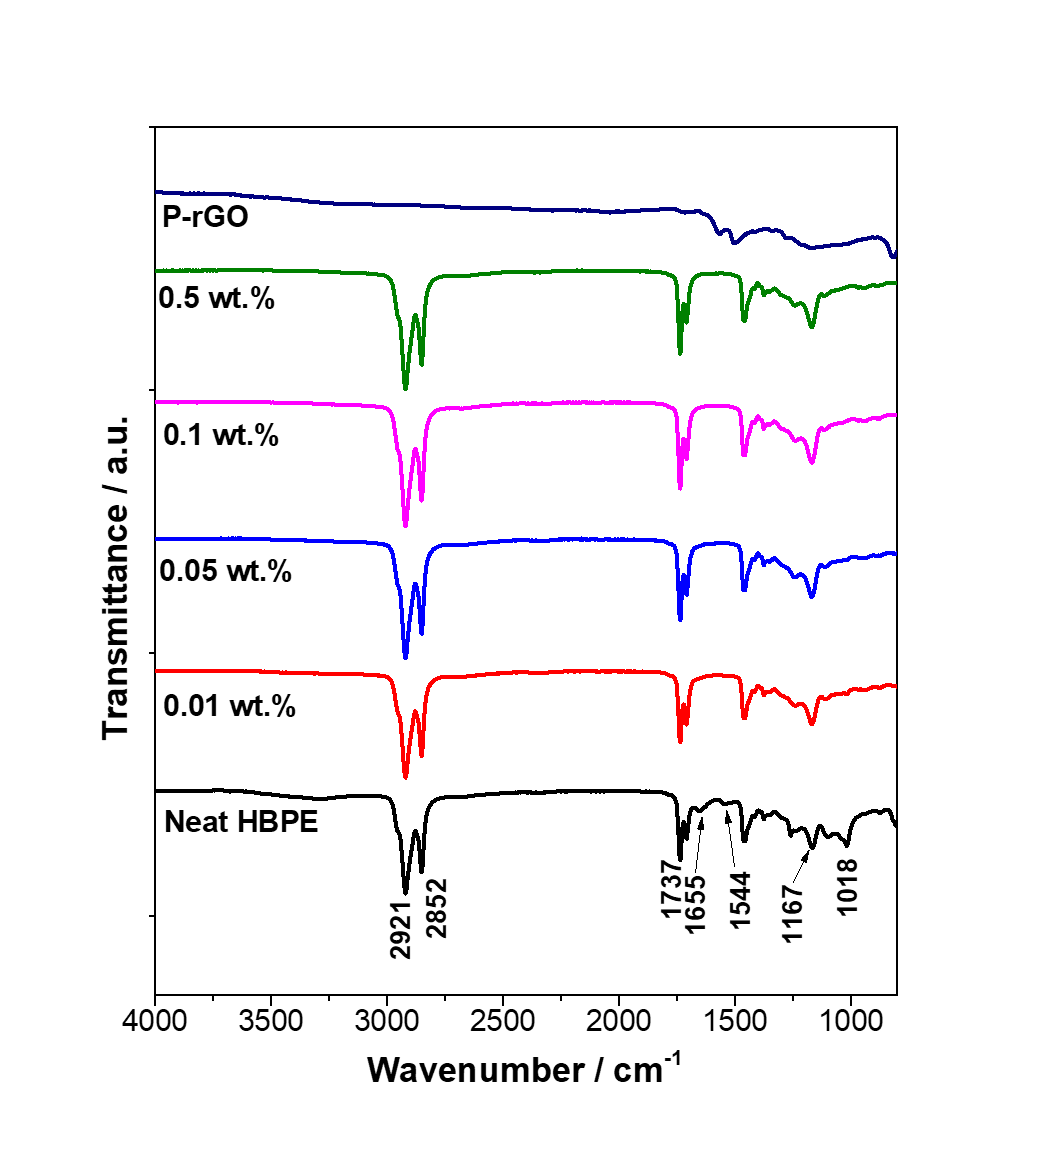 P-rGO
0.5 wt.%
0.1 wt.%
0.05 wt.%
0.01 wt.%
Neat HBPE
2921
2852
1737
1655
1544
1167
1018
Transmittance / a.u.
4000 3500 3000 2500 2000 1500 1000
Wavenumber / cm⁻¹